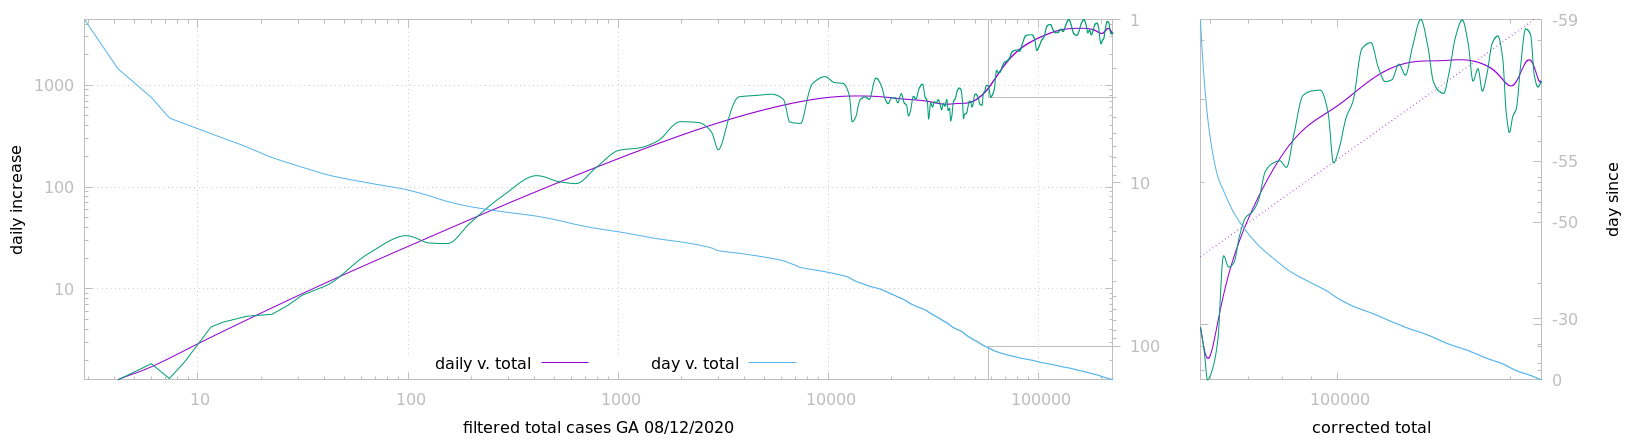 1
-59
1000
daily increase
-55
day since
100
10
-50
10
-30
daily v. total
day v. total
100
0
10
100
1000
10000
100000
100000
filtered total cases GA 08/12/2020
corrected total